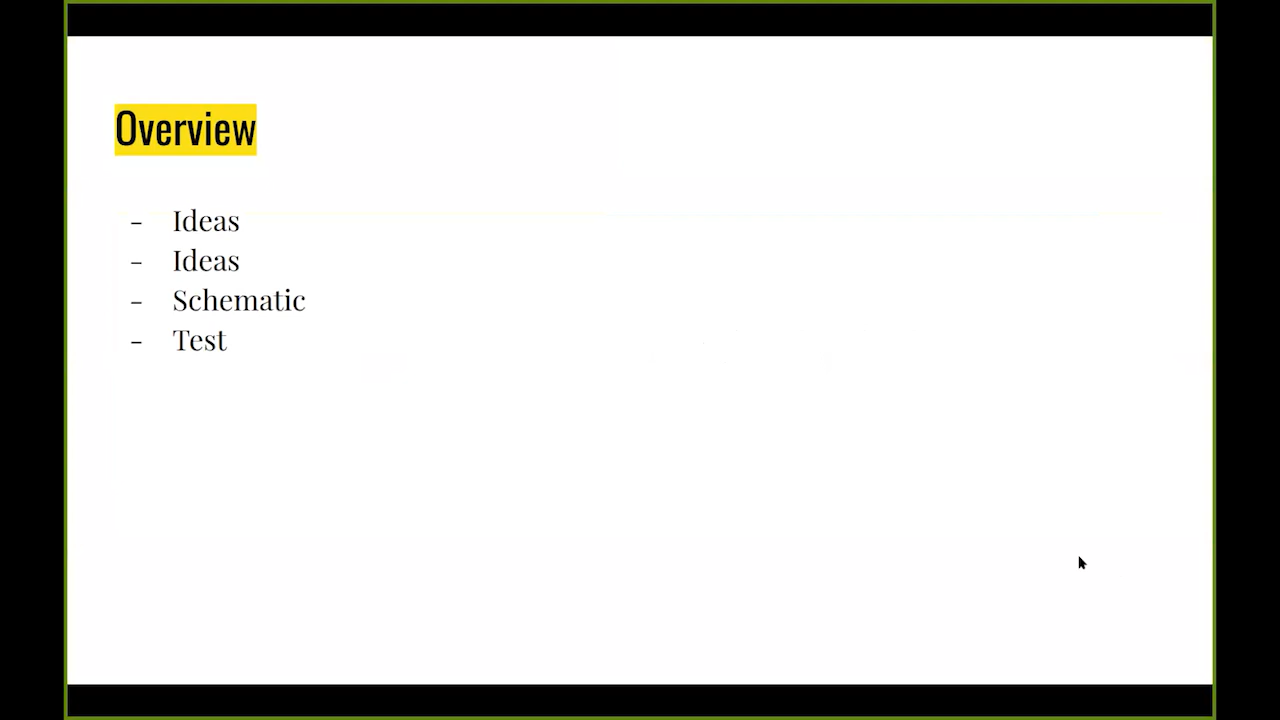 Overview
- Ideas
- Ideas
- Schematic
- Test